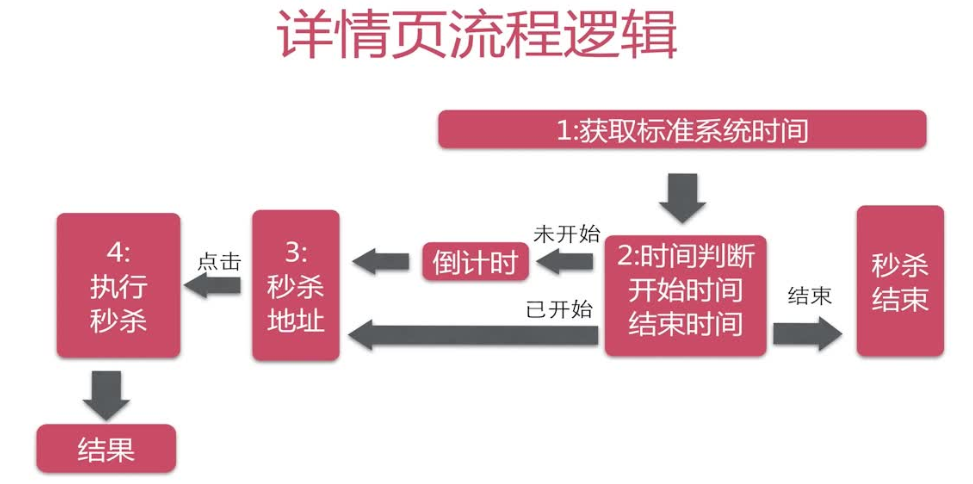 详情页流程逻辑
1:获取标准系统时间
2:时间判断
开始时间
结束时间
未开始
倒计时
已开始
结束
秒杀
结束
3:
秒杀
地址
点击
4:
执行
秒杀
结果